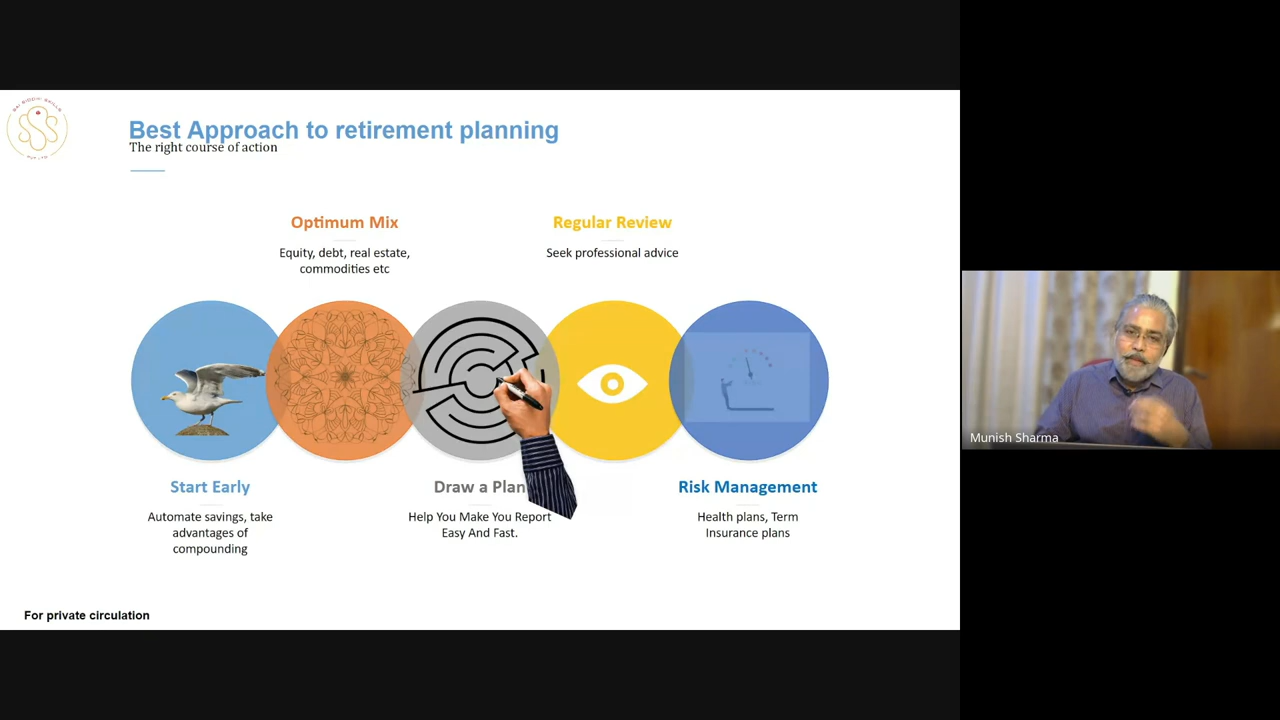 Best Approach to retirement planning
The right course of action
Optimum Mix
Equity, debt, real estate,
commodities etc
Regular Review
Seek professional advice
Start Early
Automate savings, take
advantages of
compounding
Draw a Plan
Help You Make You Report
Easy And Fast.
Risk Management
Health plans, Term
Insurance plans
For private circulation
Munish Sharma